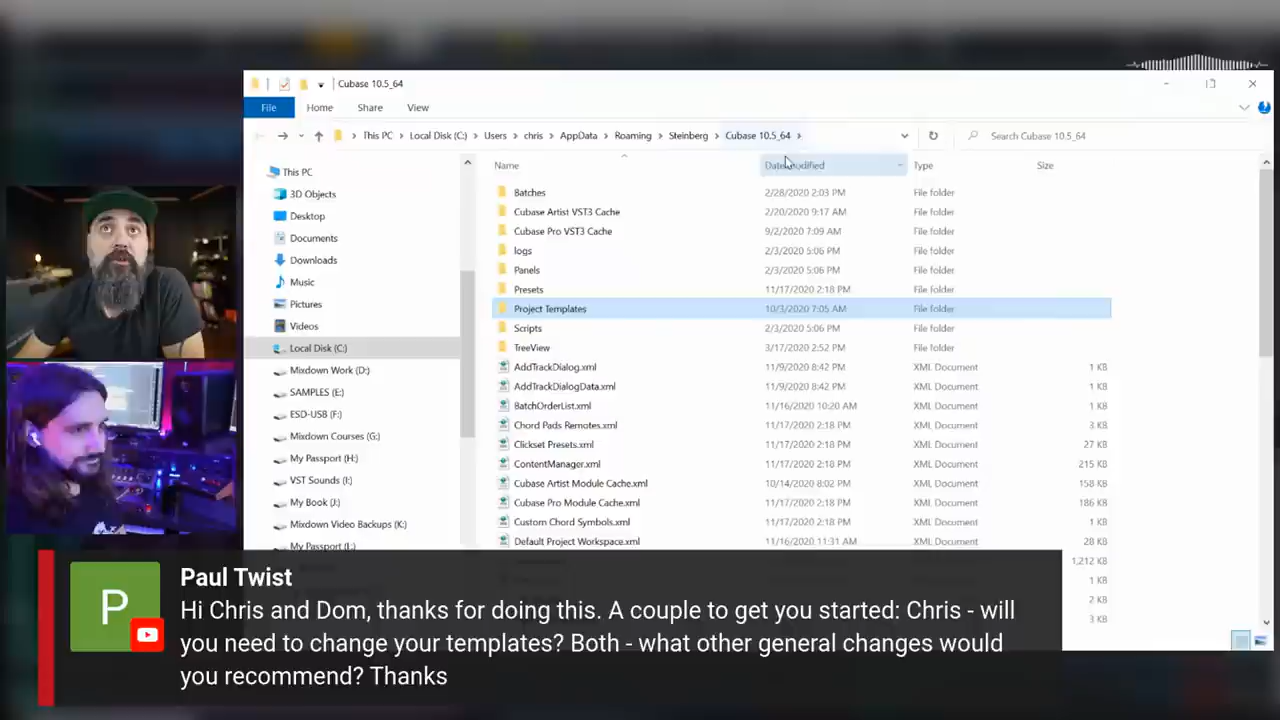 Cubase 10.5_64
File Home Share View
This PC > Local Disk (C:) > Users > chris > AppData > Roaming > Steinberg > Cubase 10.5_64 >
Search Cubase 10.5_64
This PC
3D Objects
Desktop
Documents
Downloads
Music
Pictures
Videos
Local Disk (C:)
Mixdown Work (D:)
SAMPLES (E:)
ESD-USB (F:)
Mixdown Courses (G:)
My Passport (H:)
VST Sounds (I:)
My Book (J:)
Mixdown Video Backups (K:)
My Passport (L:)
Name Date modified Type Size
Batches 2/28/2020 2:03 PM File folder
Cubase Artist VST3 Cache 2/20/2020 9:17 AM File folder
Cubase Pro VST3 Cache 9/2/2020 7:09 AM File folder
logs 2/3/2020 5:06 PM File folder
Panels 2/3/2020 5:06 PM File folder
Presets 11/17/2020 2:18 PM File folder
Project Templates 10/3/2020 7:05 AM File folder
Scripts 2/3/2020 5:06 PM File folder
TreeView 3/17/2020 2:52 PM File folder
AddTrackDialog.xml 11/9/2020 8:42 PM XML Document 1 KB
AddTrackDialogData.xml 11/9/2020 8:42 PM XML Document 1 KB
BatchOrderList.xml 11/16/2020 10:20 AM XML Document 1 KB
Chord Pads Remotes.xml 11/17/2020 2:18 PM XML Document 3 KB
Clickset Presets.xml 11/17/2020 2:18 PM XML Document 27 KB
ContentManager.xml 11/17/2020 2:18 PM XML Document 215 KB
Cubase Artist Module Cache.xml 10/14/2020 8:02 PM XML Document 158 KB
Cubase Pro Module Cache.xml 11/17/2020 2:18 PM XML Document 186 KB
Custom Chord Symbols.xml 11/17/2020 2:18 PM XML Document 1 KB
Default Project Workspace.xml 11/16/2020 11:31 AM XML Document 28 KB
1,212 KB
1 KB
2 KB
3 KB
P
Paul Twist
Hi Chris and Dom, thanks for doing this. A couple to get you started: Chris - will
you need to change your templates? Both - what other general changes would
you recommend? Thanks